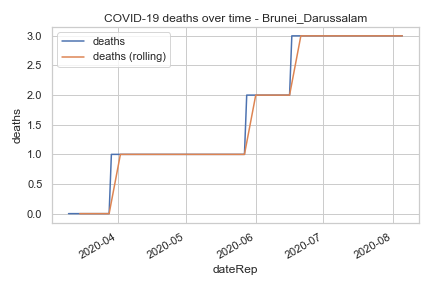 COVID-19 deaths over time - Brunei_Darussalam
deaths
deaths (rolling)
deaths
3.0
2.5
2.0
1.5
1.0
0.5
0.0
2020-04
2020-05
2020-06
2020-07
2020-08
dateRep